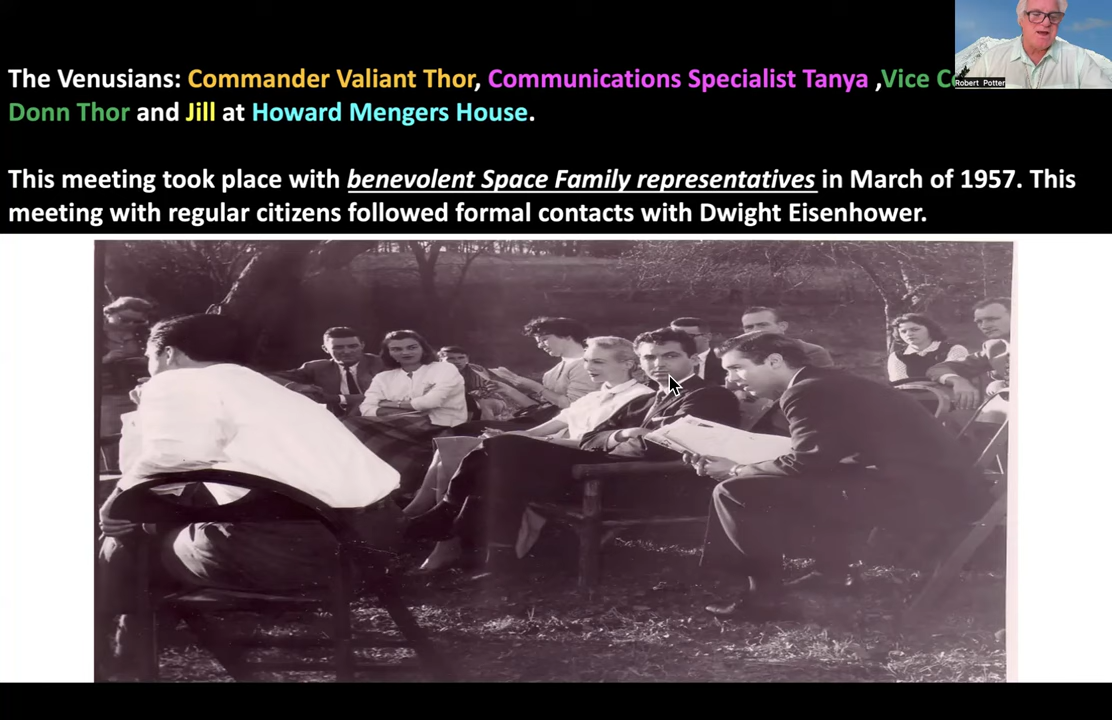 The Venusians: Commander Valiant Thor, Communications Specialist Tanya ,Vice
Donn Thor and Jill at Howard Mengers House.
This meeting took place with benevolent Space Family representatives in March of 1957. This
meeting with regular citizens followed formal contacts with Dwight Eisenhower.
Robert Potter